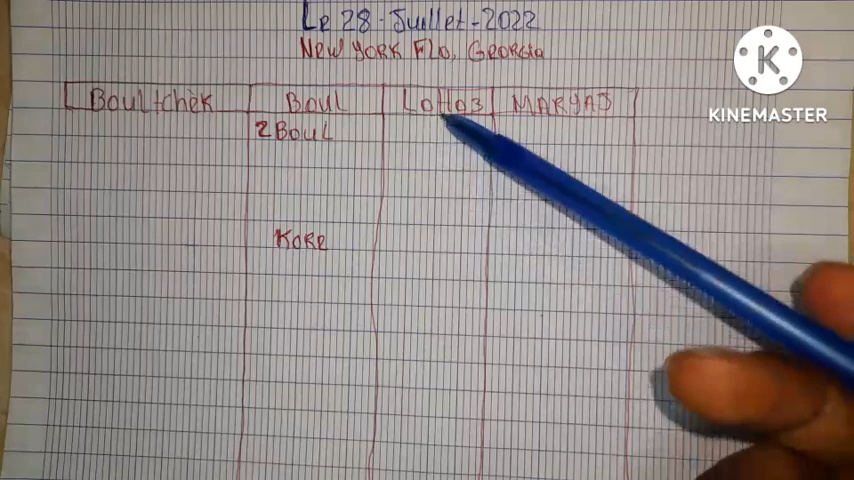 Le 28-Juillet-2022
New York Flo, Georgia
Boul+chèk Boul Lotto3 MARYAJ
2 Boul
Kore
K
KINEMASTER